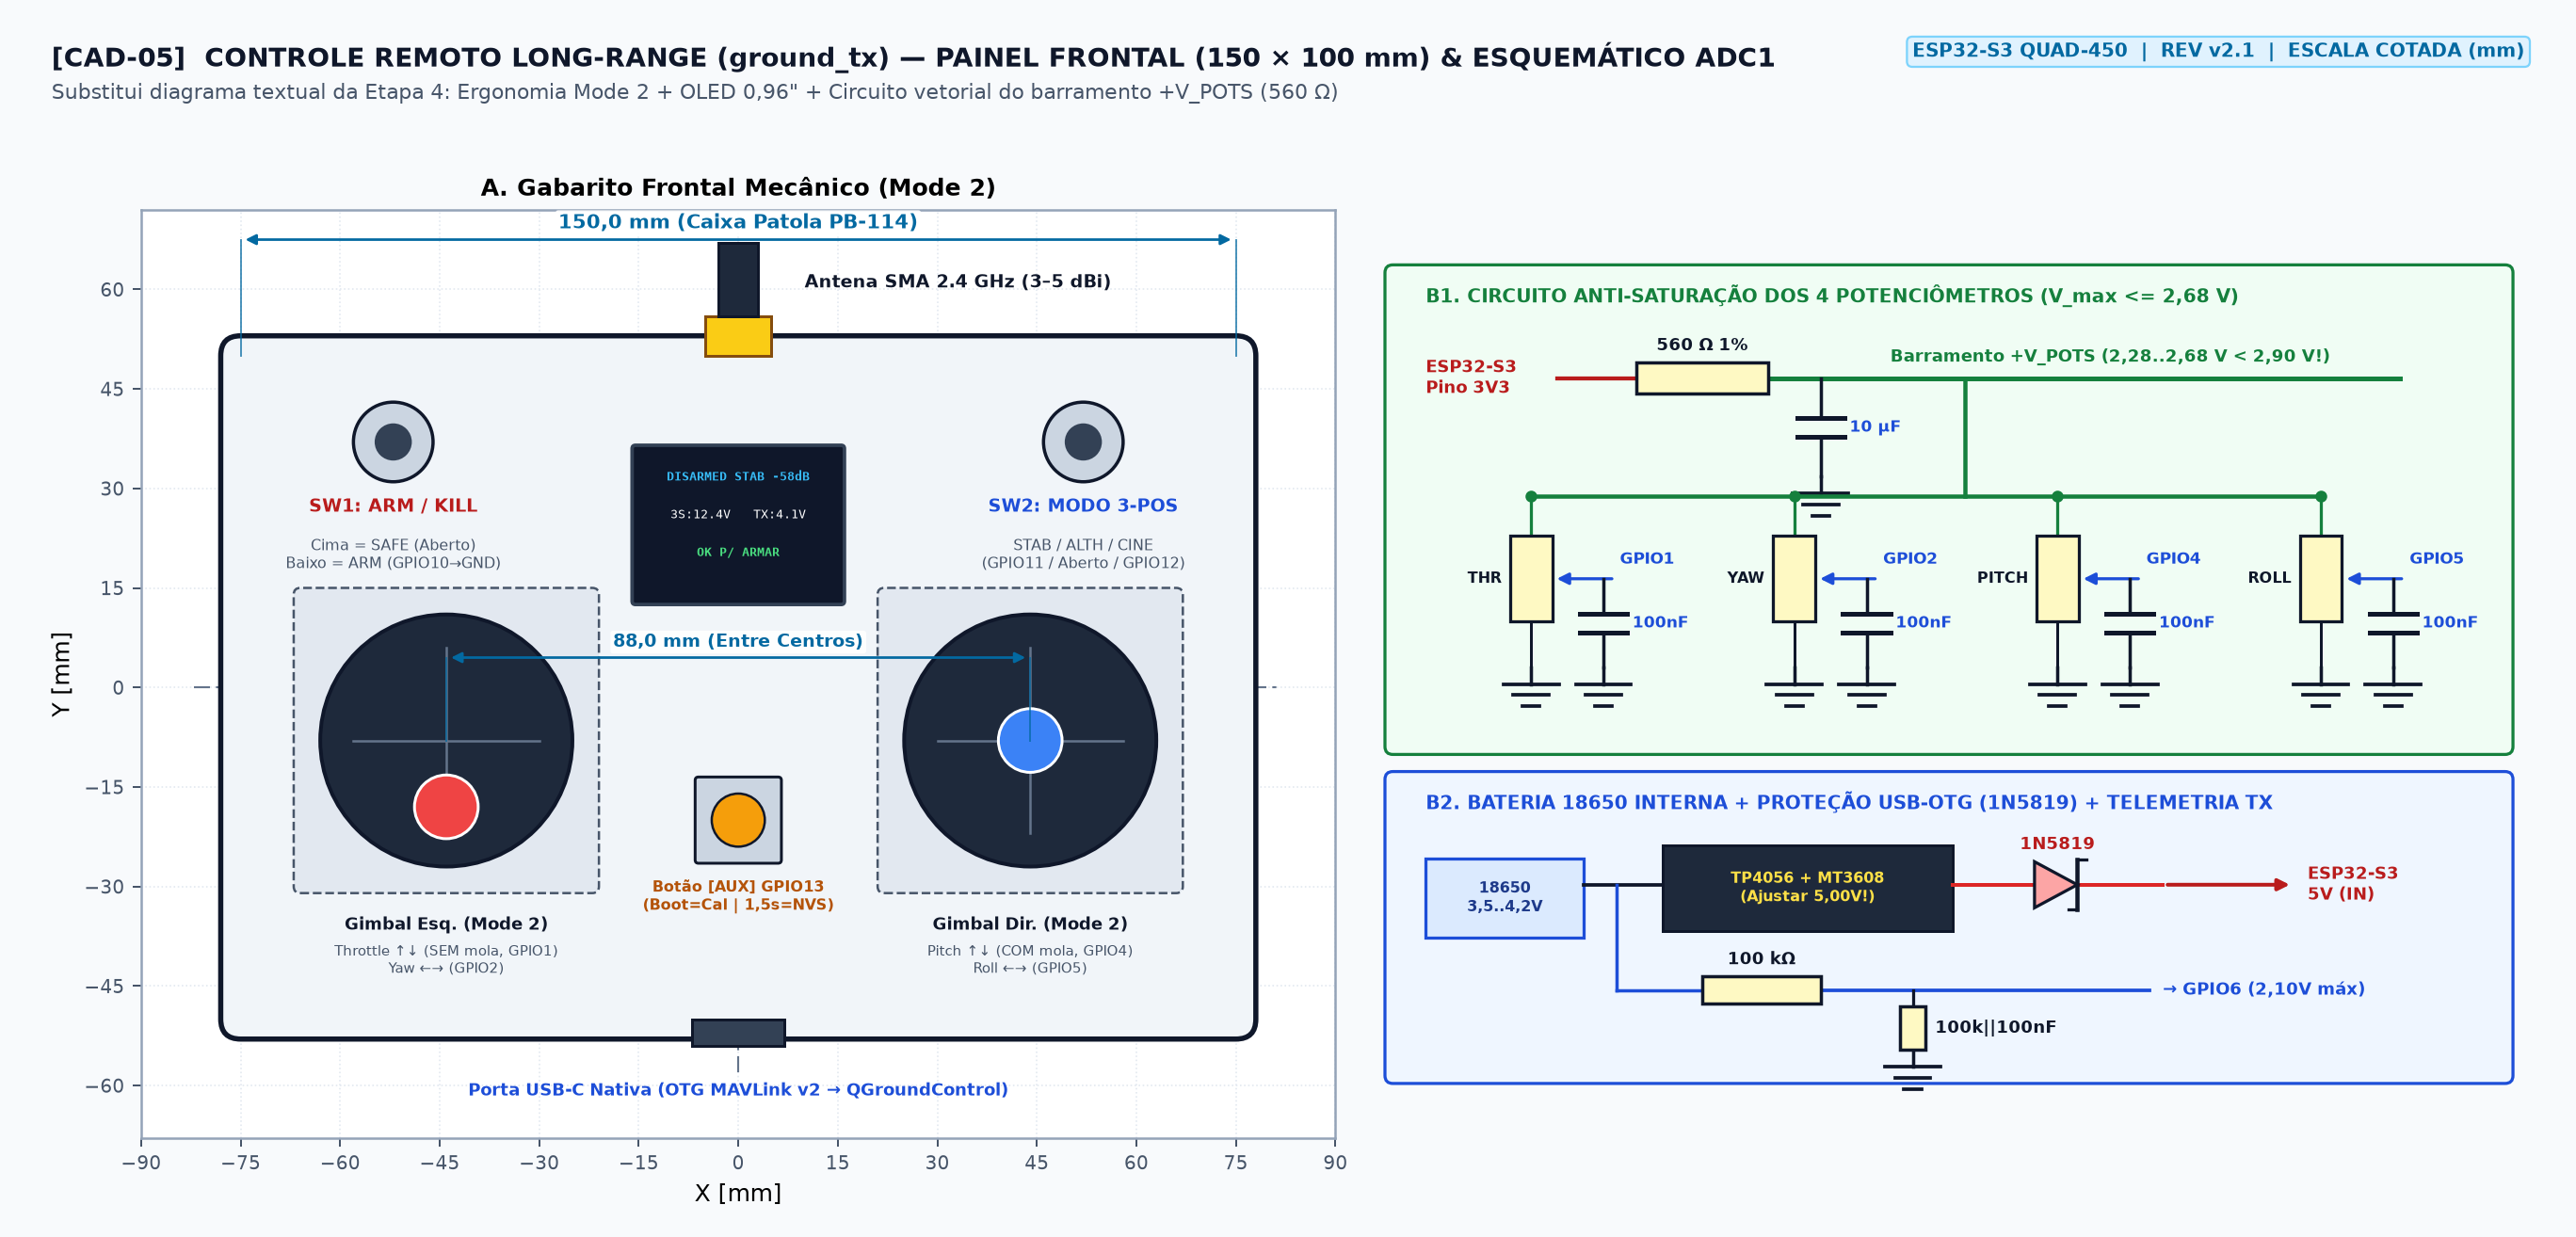 [CAD-05]  CONTROLE REMOTO LONG-RANGE (ground_tx) — PAINEL FRONTAL (150 × 100 mm) & ESQUEMÁTICO ADC1
ESP32-S3 QUAD-450 | REV v2.1 | ESCALA COTADA (mm)
Substitui diagrama textual da Etapa 4: Ergonomia Mode 2 + OLED 0,96" + Circuito vetorial do barramento +V_POTS (560 Ω)
A. Gabarito Frontal Mecânico (Mode 2)
150,0 mm (Caixa Patola PB-114)
Antena SMA 2.4 GHz (3–5 dBi)
SW1: ARM / KILL
Cima = SAFE (Aberto)
Baixo = ARM (GPIO10→GND)
DISARMED STAB -58dB
3S:12.4V   TX:4.1V
OK P/ ARMAR
SW2: MODO 3-POS
STAB / ALTH / CINE
(GPIO11 / Aberto / GPIO12)
88,0 mm (Entre Centros)
Botão [AUX] GPIO13
(Boot=Cal | 1,5s=NVS)
Gimbal Esq. (Mode 2)
Throttle ↑↓ (SEM mola, GPIO1)
Yaw ←→ (GPIO2)
Gimbal Dir. (Mode 2)
Pitch ↑↓ (COM mola, GPIO4)
Roll ←→ (GPIO5)
Porta USB-C Nativa (OTG MAVLink v2 → QGroundControl)
60
45
30
15
0
−15
−30
−45
−60
Y [mm]
−90
−75
−60
−45
−30
−15
0
15
30
45
60
75
90
X [mm]
B1. CIRCUITO ANTI-SATURAÇÃO DOS 4 POTENCIÔMETROS (V_max <= 2,68 V)
ESP32-S3
Pino 3V3
560 Ω 1%
Barramento +V_POTS (2,28..2,68 V < 2,90 V!)
10 µF
THR
GPIO1
100nF
YAW
GPIO2
100nF
PITCH
GPIO4
100nF
ROLL
GPIO5
100nF
B2. BATERIA 18650 INTERNA + PROTEÇÃO USB-OTG (1N5819) + TELEMETRIA TX
18650
3,5..4,2V
TP4056 + MT3608
(Ajustar 5,00V!)
1N5819
ESP32-S3
5V (IN)
100 kΩ
→ GPIO6 (2,10V máx)
100k||100nF